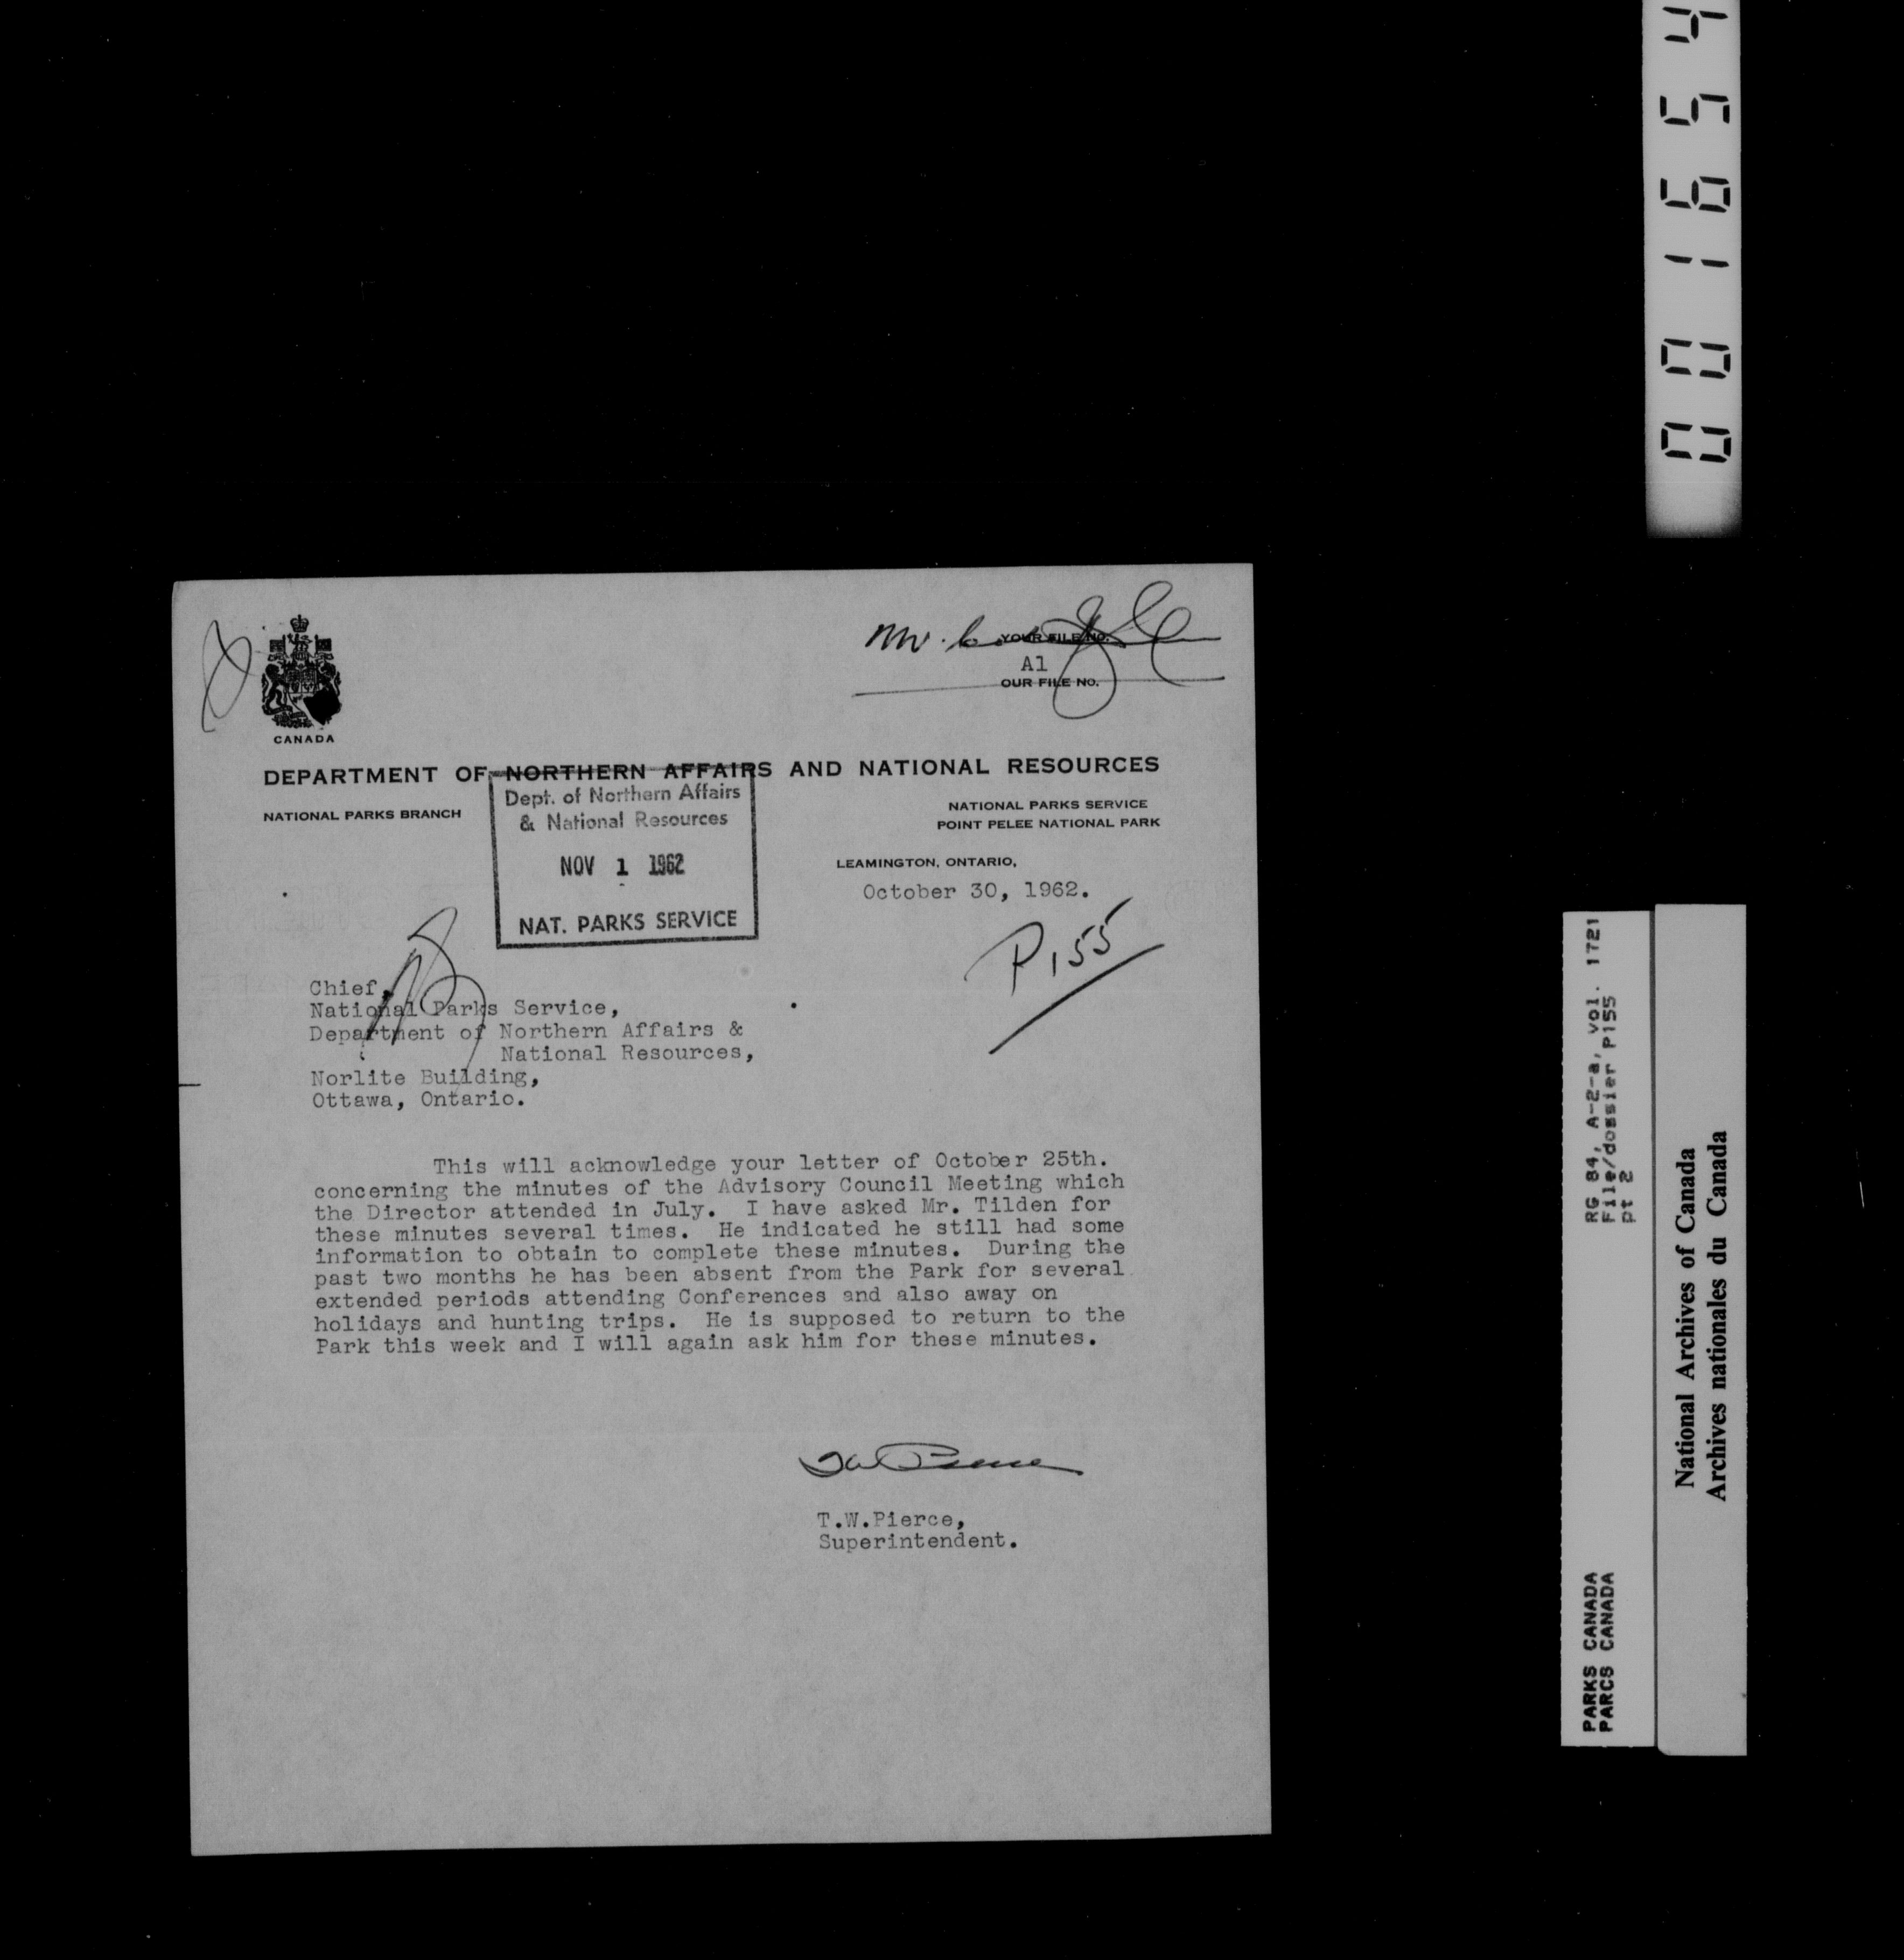 001654
Mr.
YOUR FILE NO.
A1
OUR FILE NO.
CANADA
DEPARTMENT OF NORTHERN AFFAIRS AND NATIONAL RESOURCES
NATIONAL PARKS BRANCH
Dept. of Northern Affairs
& National Resources
NOV 1 1962
NAT. PARKS SERVICE
NATIONAL PARKS SERVICE
POINT PELEE NATIONAL PARK
LEAMINGTON, ONTARIO,
October 30, 1962.
P155
Chief,
National Parks Service,
Department of Northern Affairs &
National Resources,
Norlite Building,
Ottawa, Ontario.
This will acknowledge your letter of October 25th.
concerning the minutes of the Advisory Council Meeting which
the Director attended in July. I have asked Mr. Tilden for
these minutes several times. He indicated he still had some
information to obtain to complete these minutes. During the
past two months he has been absent from the Park for several
extended periods attending Conferences and also away on
holidays and hunting trips. He is supposed to return to the
Park this week and I will again ask him for these minutes.
TW Pierce
T.W.Pierce,
Superintendent.
RG 84, A-2-a, vol. 1721
File/dossier P155
pt 2
PARKS CANADA
PARCS CANADA
National Archives of Canada
Archives nationales du Canada